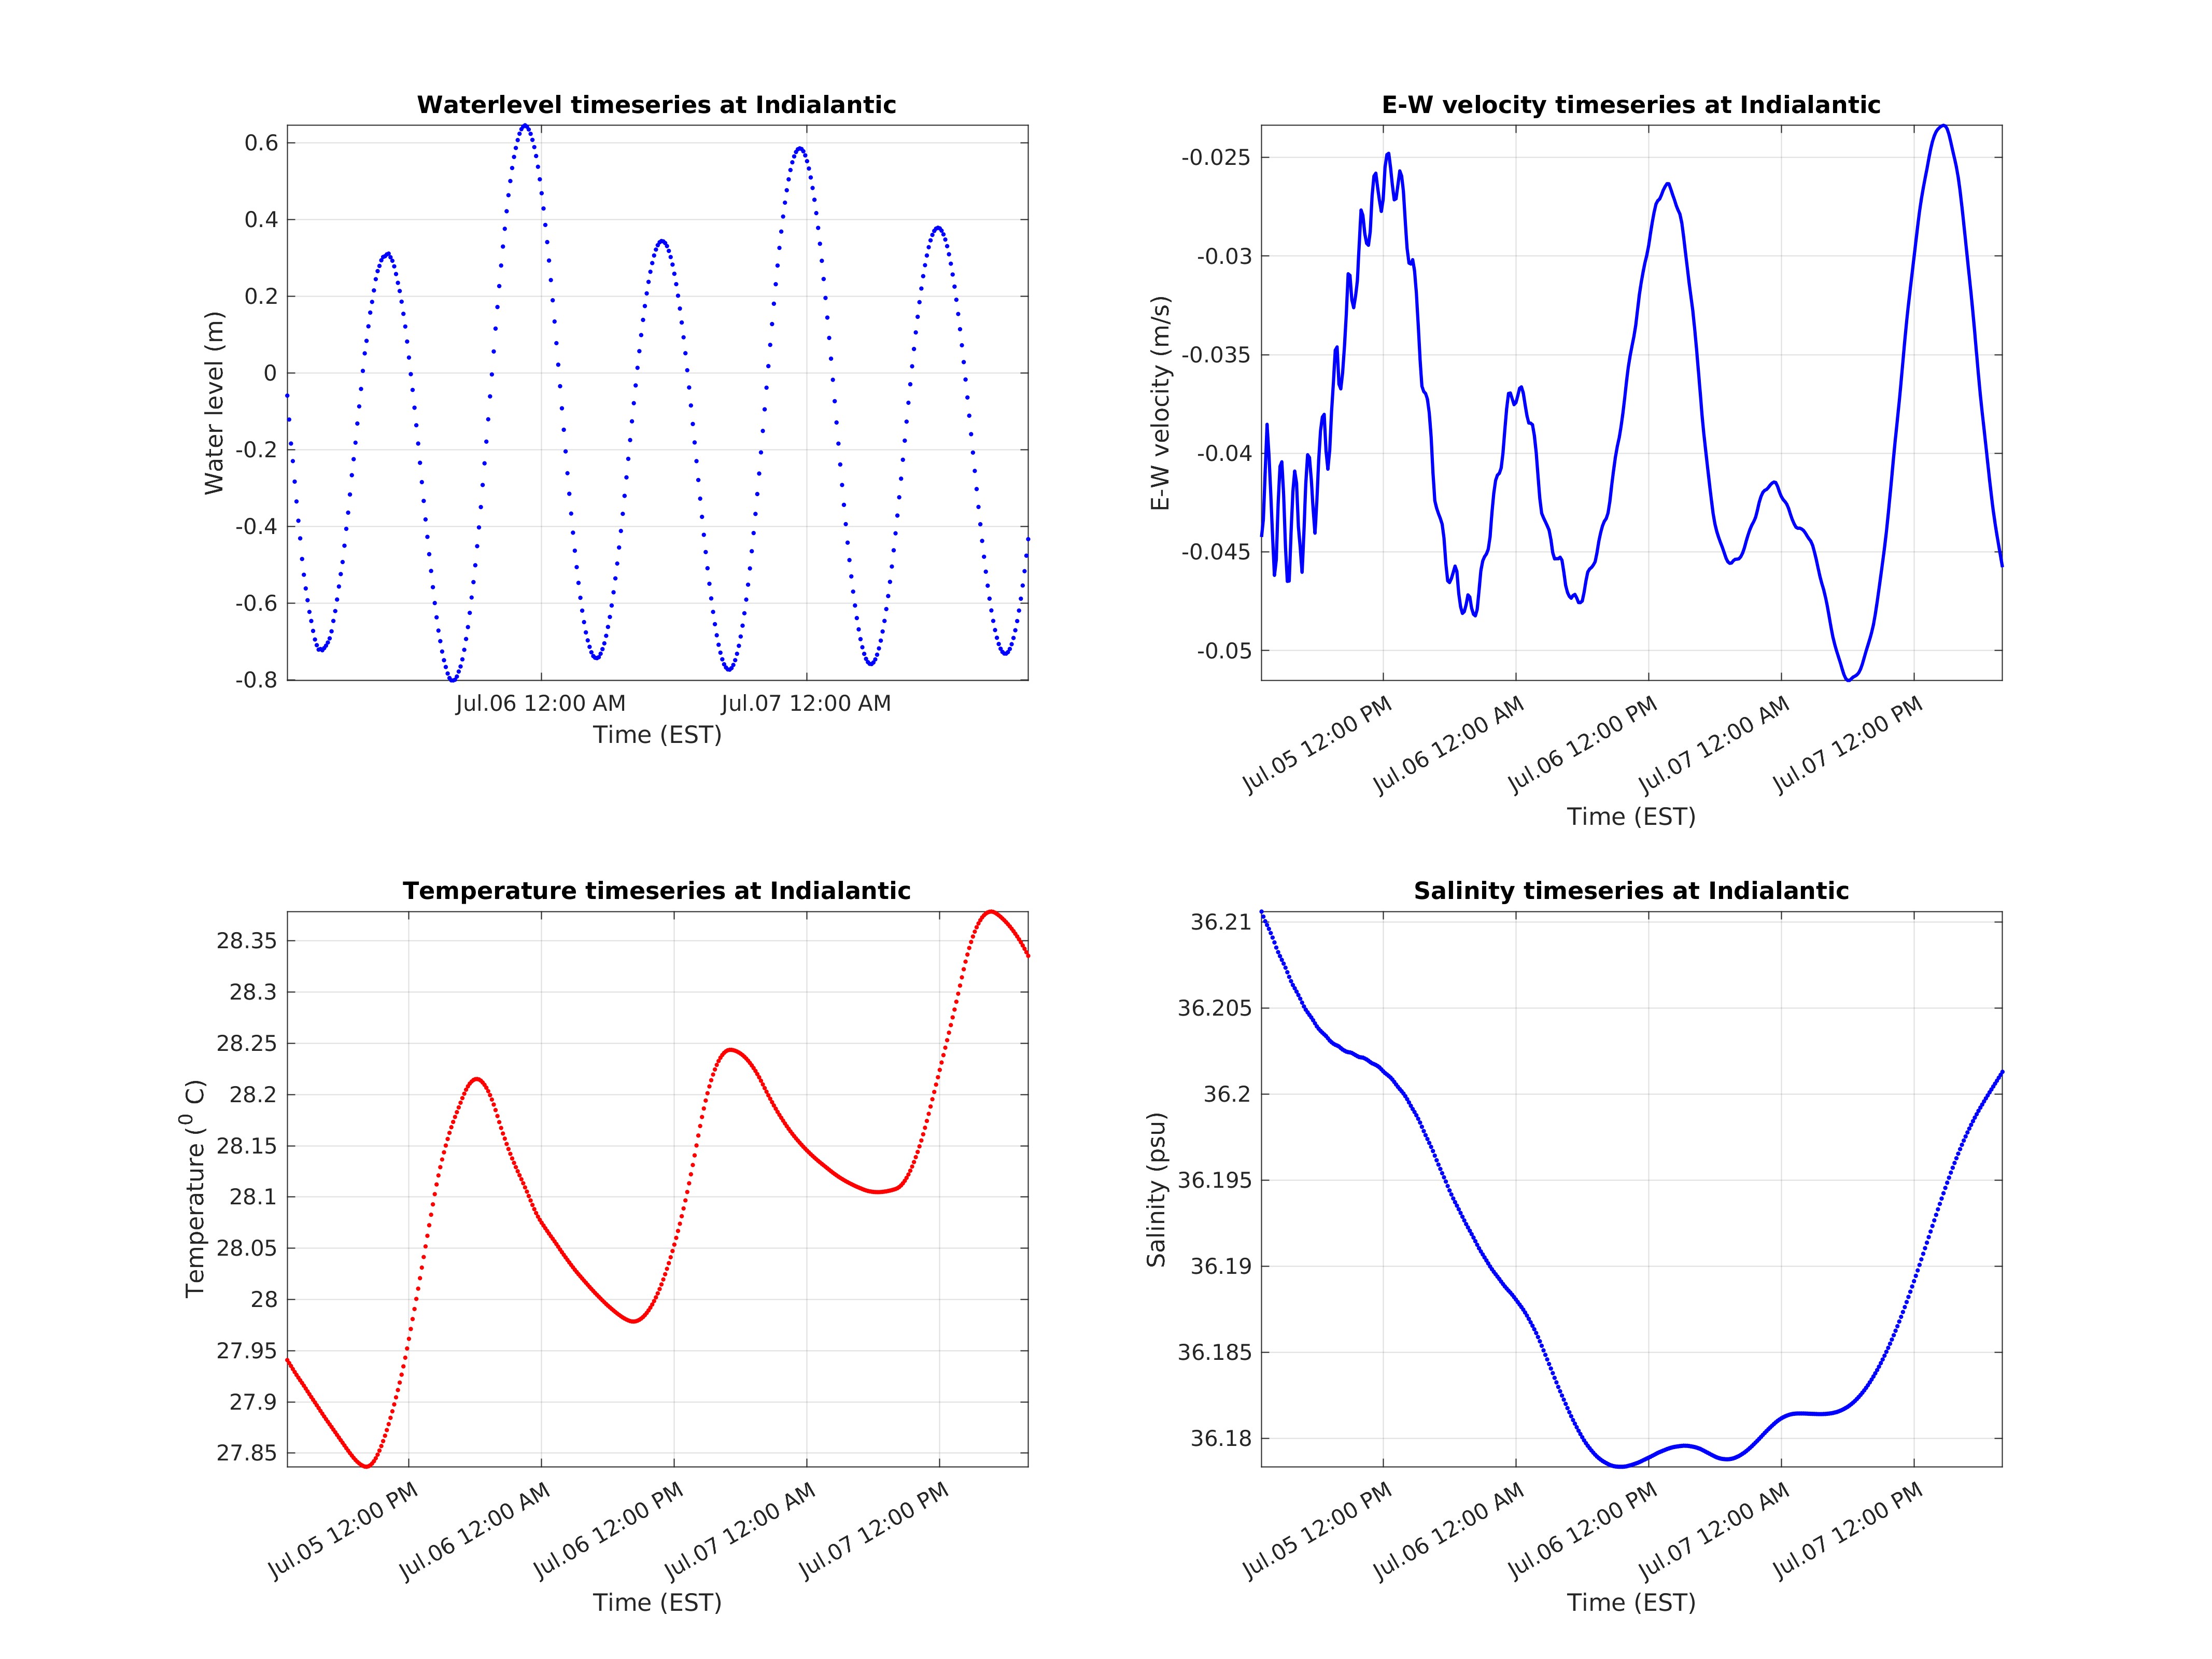 Waterlevel timeseries at Indialantic
0.6
0.4
0.2
0
-0.2
-0.4
-0.6
-0.8
Water level (m)
Jul.06 12:00 AM
Jul.07 12:00 AM
Time (EST)
E-W velocity timeseries at Indialantic
-0.025
-0.03
-0.035
-0.04
-0.045
-0.05
E-W velocity (m/s)
Jul.05 12:00 PM
Jul.06 12:00 AM
Jul.06 12:00 PM
Jul.07 12:00 AM
Jul.07 12:00 PM
Time (EST)
Temperature timeseries at Indialantic
28.35
28.3
28.25
28.2
28.15
28.1
28.05
28
27.95
27.9
27.85
Temperature (⁰ C)
Jul.05 12:00 PM
Jul.06 12:00 AM
Jul.06 12:00 PM
Jul.07 12:00 AM
Jul.07 12:00 PM
Time (EST)
Salinity timeseries at Indialantic
36.21
36.205
36.2
36.195
36.19
36.185
36.18
Salinity (psu)
Jul.05 12:00 PM
Jul.06 12:00 AM
Jul.06 12:00 PM
Jul.07 12:00 AM
Jul.07 12:00 PM
Time (EST)